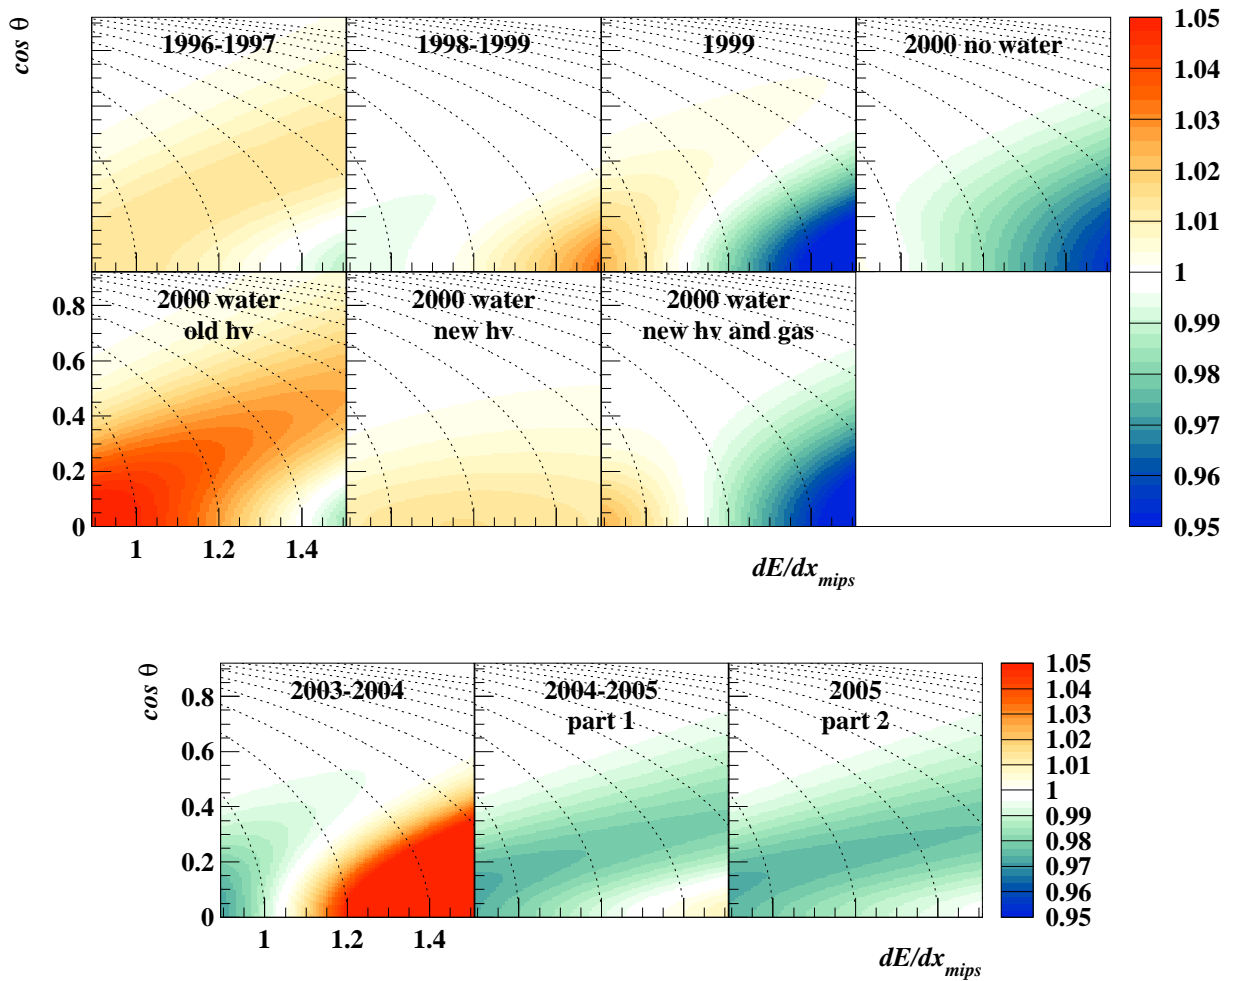 cos θ
1996-1997
1998-1999
1999
2000 no water
1.05
1.04
1.03
1.02
1.01
1
0.99
0.98
0.97
0.96
0.95
0.8
0.6
0.4
0.2
0
2000 water
old hv
2000 water
new hv
2000 water
new hv and gas
1 1.2 1.4
dE/dx mips
cos θ
0.8
0.6
0.4
0.2
0
2003-2004
2004-2005
part 1
2005
part 2
1.05
1.04
1.03
1.02
1.01
1
0.99
0.98
0.97
0.96
0.95
1 1.2 1.4
dE/dx mips